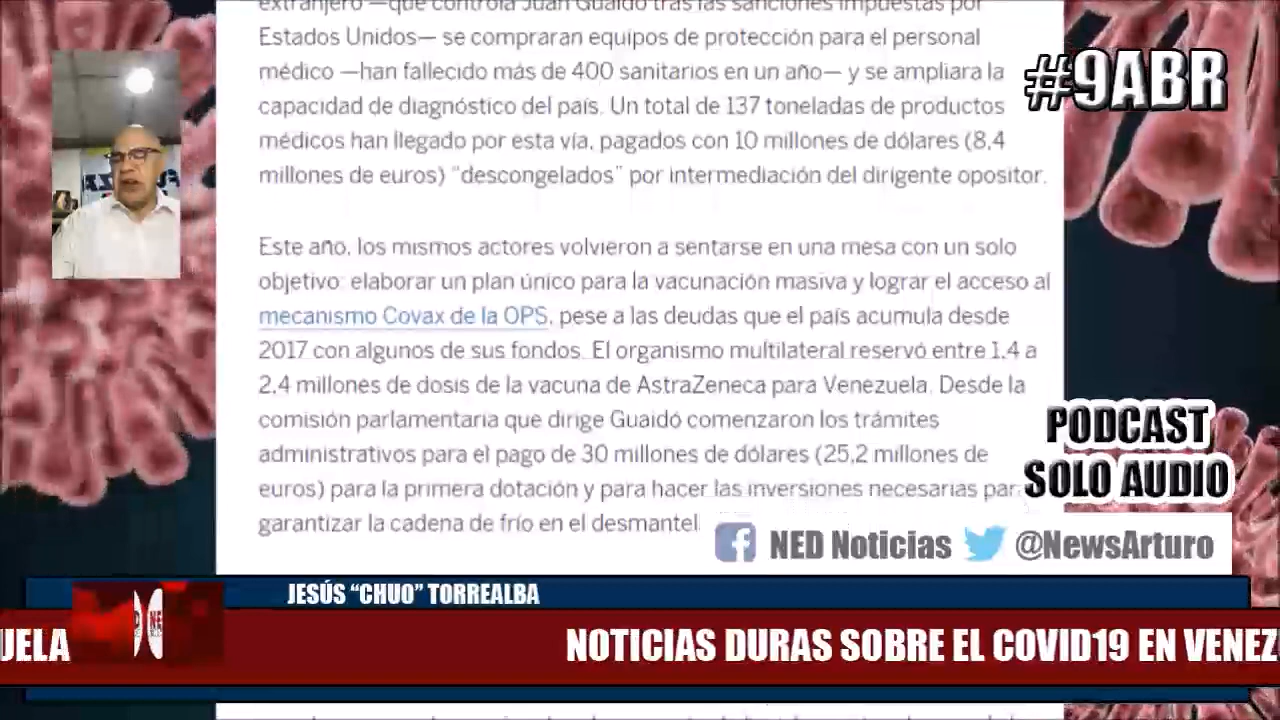 extranjero —que controla Juan Guaidó tras las sanciones impuestas por
Estados Unidos— se compraran equipos de protección para el personal
médico —han fallecido más de 400 sanitarios en un año— y se ampliara la
capacidad de diagnóstico del país. Un total de 137 toneladas de productos
médicos han llegado por esta vía, pagados con 10 millones de dólares (8,4
millones de euros) “descongelados” por intermediación del dirigente opositor.
Este año, los mismos actores volvieron a sentarse en una mesa con un solo
objetivo: elaborar un plan único para la vacunación masiva y lograr el acceso al
mecanismo Covax de la OPS, pese a las deudas que el país acumula desde
2017 con algunos de sus fondos. El organismo multilateral reservó entre 1,4 a
2,4 millones de dosis de la vacuna de AstraZeneca para Venezuela. Desde la
comisión parlamentaria que dirige Guaidó comenzaron los trámites
administrativos para el pago de 30 millones de dólares (25,2 millones de
euros) para la primera dotación y para hacer las inversiones necesarias par
garantizar la cadena de frío en el desmantel
#9ABR
PODCAST
SOLO AUDIO
NED Noticias @NewsArturo
JESÚS “CHUO” TORREALBA
UELA NOTICIAS DURAS SOBRE EL COVID19 EN VENEZ